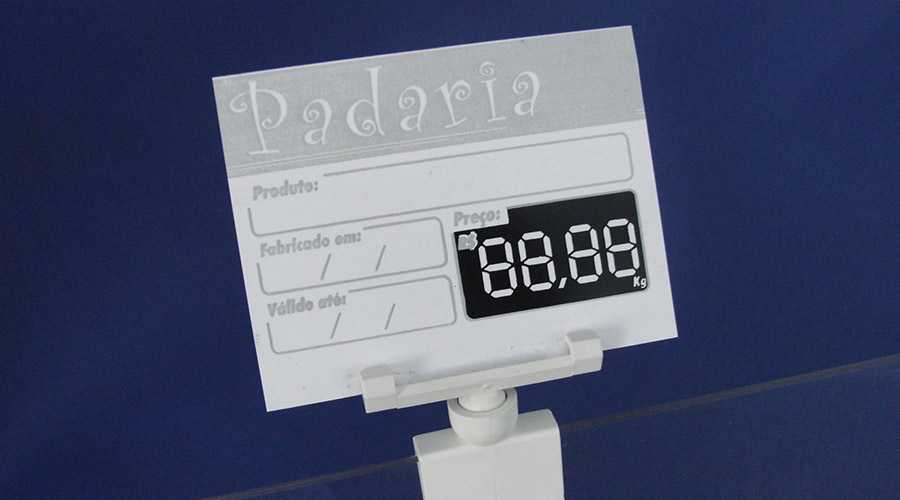 Padaria
Produto:
Fabricado em: / /
Preço:
R$ 88,88 Kg
Válido até: / /